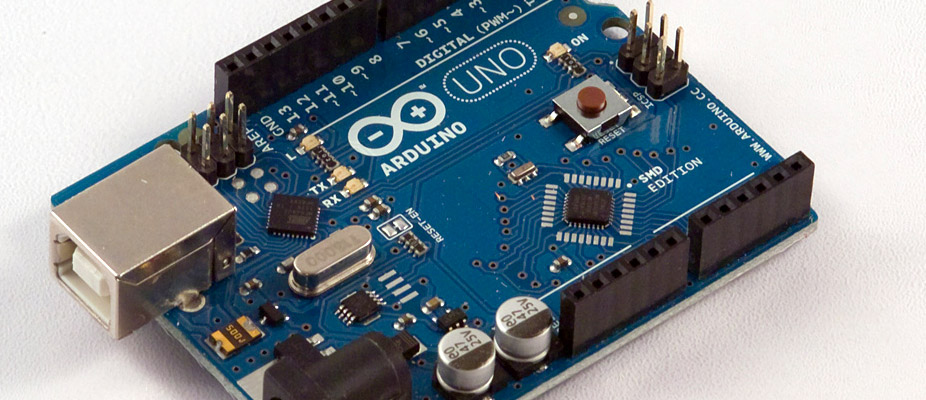 DIGITAL (PWM~)
~3
4
~5
~6
7
8
~9
~10
~11
12
13
GND
AREF
ON
UNO
ARDUINO
RESET
ICSP
WWW.ARDUINO.CC
L
TX
RX
RESET-EN
SMD
EDITION
47
25V
47
25V